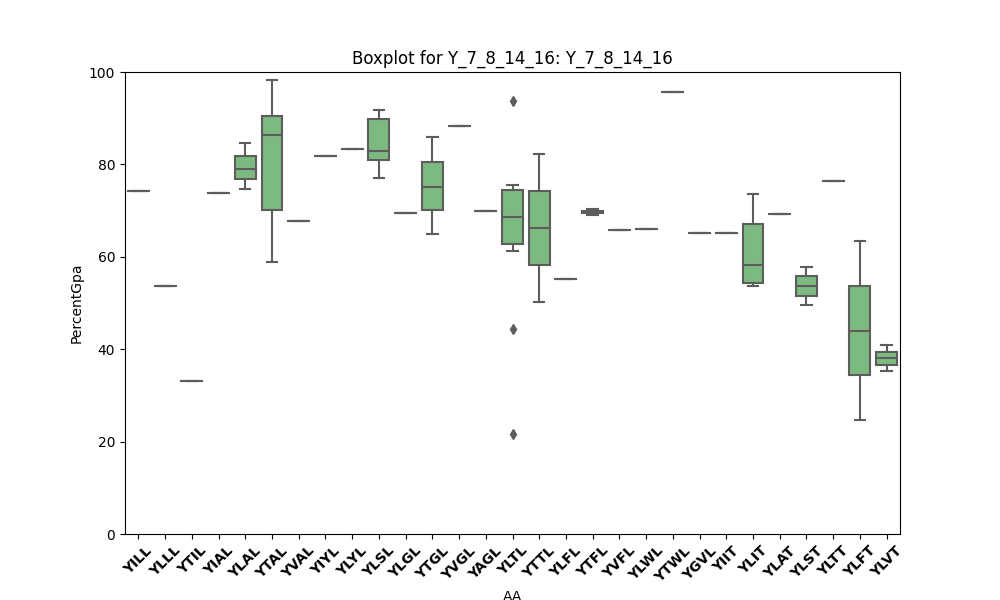 Boxplot for Y_7_8_14_16: Y_7_8_14_16
100
80
60
40
20
0
PercentGpa
YILL YLLL YTIL YIAL YLAL YTAL YVAL YIYL YLYL YLSL YLGL YTGL YVGL YAGL YLTL YTTL YLFL YTFL YVFL YLWL YTWL YGVL YIIT YLIT YLAT YLST YLTT YLFT YLVT
AA